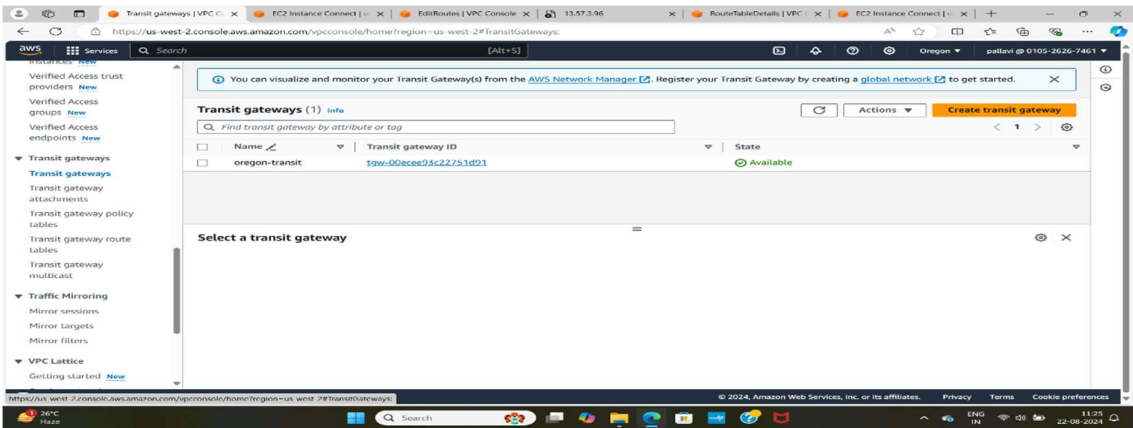 Transit gateways | VPC C
EC2 Instance Connect | u
EditRoutes | VPC Console
13.57.3.96
RouteTableDetails | VPC
EC2 Instance Connect | u
https://us-west-2.console.aws.amazon.com/vpcconsole/home?region=us-west-2#TransitGateways:
aws
Services
Search
[Alt+S]
Oregon
pallavi @ 0105-2626-7461
instances New
Verified Access trust
providers New
Verified Access
groups New
Verified Access
endpoints New
Transit gateways
Transit gateways
Transit gateway
attachments
Transit gateway policy
tables
Transit gateway route
tables
Transit gateway
multicast
Traffic Mirroring
Mirror sessions
Mirror targets
Mirror filters
VPC Lattice
Getting started New
You can visualize and monitor your Transit Gateway(s) from the AWS Network Manager. Register your Transit Gateway by creating a global network to get started.
Transit gateways (1) Info
Actions
Create transit gateway
Find transit gateway by attribute or tag
1
Name
Transit gateway ID
State
oregon-transit
tgw-00ecee93c22751d91
Available
Select a transit gateway
https://us-west-2.console.aws.amazon.com/vpcconsole/home?region=us-west-2#TransitGateways:
© 2024, Amazon Web Services, Inc. or its affiliates.
Privacy
Terms
Cookie preferences
26°C
Haze
Search
ENG
IN
11:25
22-08-2024